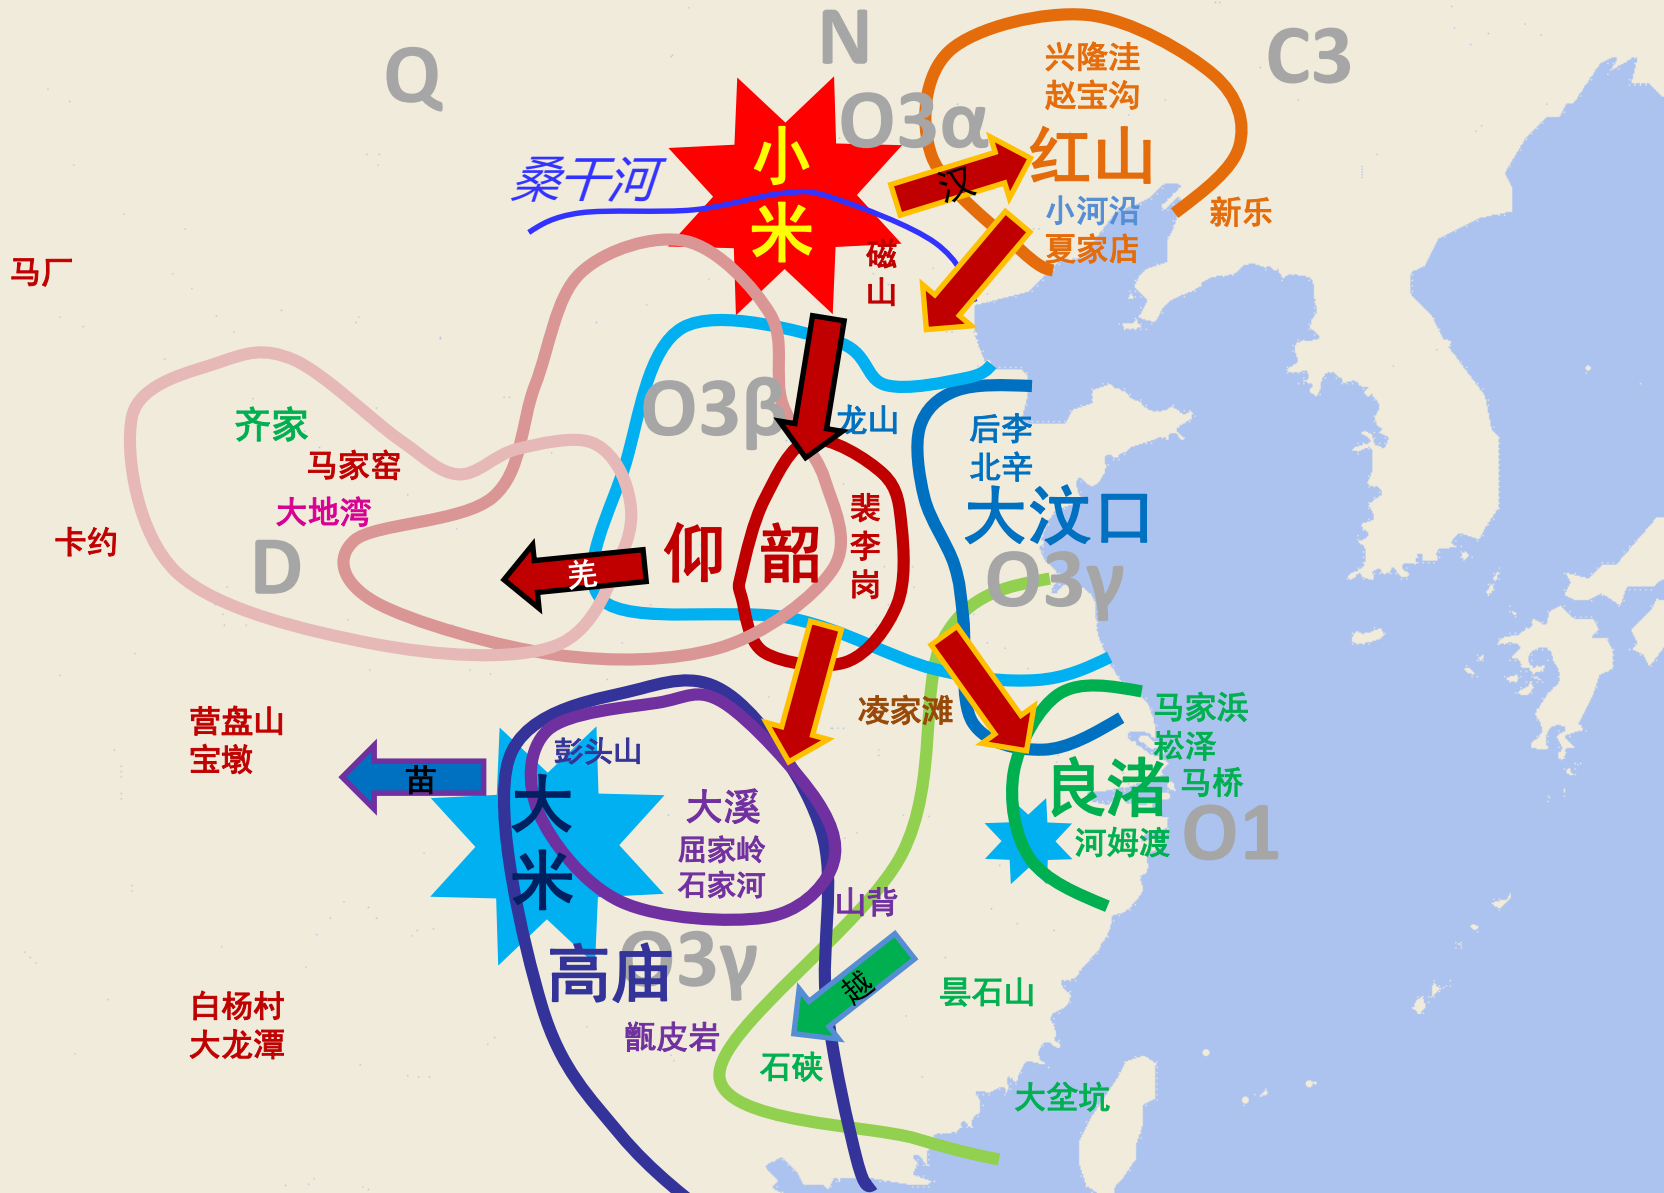 N
C3
Q
兴隆洼
赵宝沟
O3α
红山
小
米
桑干河
汉
小河沿
新乐
夏家店
磁
山
马厂
O3β
龙山
后李
北辛
齐家
马家窑
大地湾
大汶口
卡约
D
羌
仰韶
裴
李
岗
O3γ
凌家滩
马家浜
崧泽
马桥
良渚
河姆渡
O1
营盘山
宝墩
苗
彭头山
大
米
大溪
屈家岭
石家河
山背
高庙
O3γ
甑皮岩
越
石硖
昙石山
大坌坑
白杨村
大龙潭